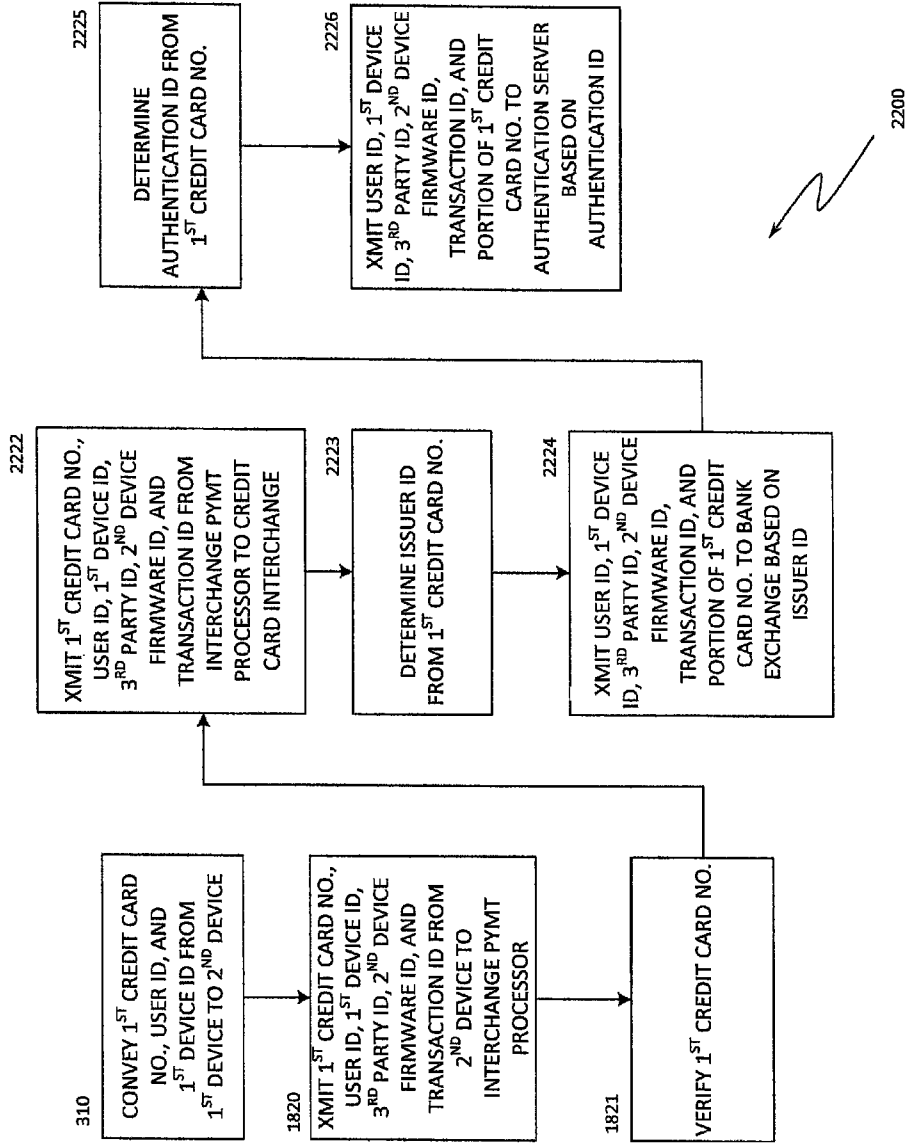 310
CONVEY 1ST CREDIT CARD
NO., USER ID, AND
1ST DEVICE ID FROM
1ST DEVICE TO 2ND DEVICE
1820
XMIT 1ST CREDIT CARD NO.,
USER ID, 1ST DEVICE ID,
3RD PARTY ID, 2ND DEVICE
FIRMWARE ID, AND
TRANSACTION ID FROM
2ND DEVICE TO
INTERCHANGE PYMT
PROCESSOR
1821
VERIFY 1ST CREDIT CARD NO.
2222
XMIT 1ST CREDIT CARD NO.,
USER ID, 1ST DEVICE ID,
3RD PARTY ID, 2ND DEVICE
FIRMWARE ID, AND
TRANSACTION ID FROM
INTERCHANGE PYMT
PROCESSOR TO CREDIT
CARD INTERCHANGE
2223
DETERMINE ISSUER ID
FROM 1ST CREDIT CARD NO.
2224
XMIT USER ID, 1ST DEVICE
ID, 3RD PARTY ID, 2ND DEVICE
FIRMWARE ID,
TRANSACTION ID, AND
PORTION OF 1ST CREDIT
CARD NO. TO BANK
EXCHANGE BASED ON
ISSUER ID
2225
DETERMINE
AUTHENTICATION ID FROM
1ST CREDIT CARD NO.
2226
XMIT USER ID, 1ST DEVICE
ID, 3RD PARTY ID, 2ND DEVICE
FIRMWARE ID,
TRANSACTION ID, AND
PORTION OF 1ST CREDIT
CARD NO. TO
AUTHENTICATION SERVER
BASED ON
AUTHENTICATION ID
2200